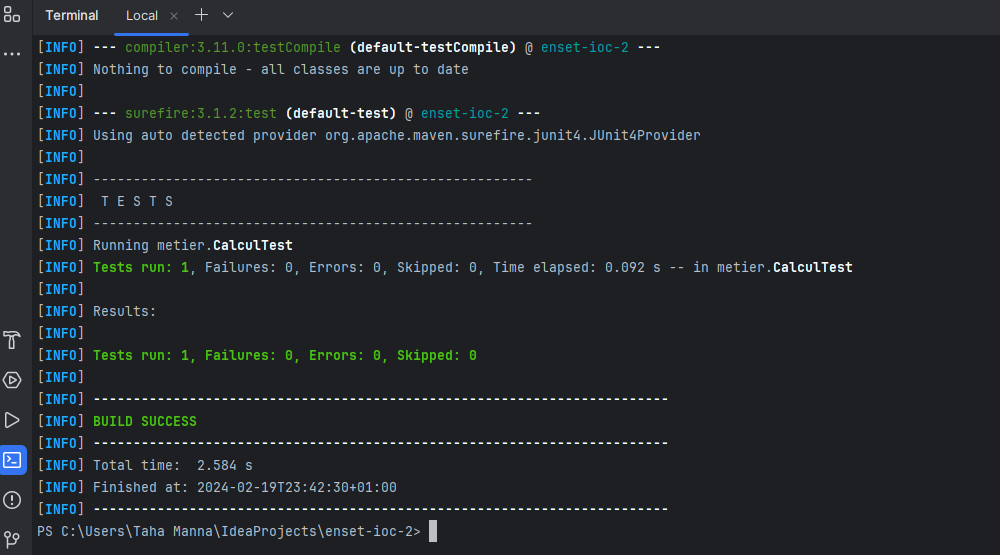 Terminal Local
[INFO] --- compiler:3.11.0:testCompile (default-testCompile) @ enset-ioc-2 ---
[INFO] Nothing to compile - all classes are up to date
[INFO]
[INFO] --- surefire:3.1.2:test (default-test) @ enset-ioc-2 ---
[INFO] Using auto detected provider org.apache.maven.surefire.junit4.JUnit4Provider
[INFO]
[INFO] -------------------------------------------------------
[INFO]  T E S T S
[INFO] -------------------------------------------------------
[INFO] Running metier.CalculTest
[INFO] Tests run: 1, Failures: 0, Errors: 0, Skipped: 0, Time elapsed: 0.092 s -- in metier.CalculTest
[INFO]
[INFO] Results:
[INFO]
[INFO] Tests run: 1, Failures: 0, Errors: 0, Skipped: 0
[INFO]
[INFO] ------------------------------------------------------------------------
[INFO] BUILD SUCCESS
[INFO] ------------------------------------------------------------------------
[INFO] Total time:  2.584 s
[INFO] Finished at: 2024-02-19T23:42:30+01:00
[INFO] ------------------------------------------------------------------------
PS C:\Users\Taha Manna\IdeaProjects\enset-ioc-2>